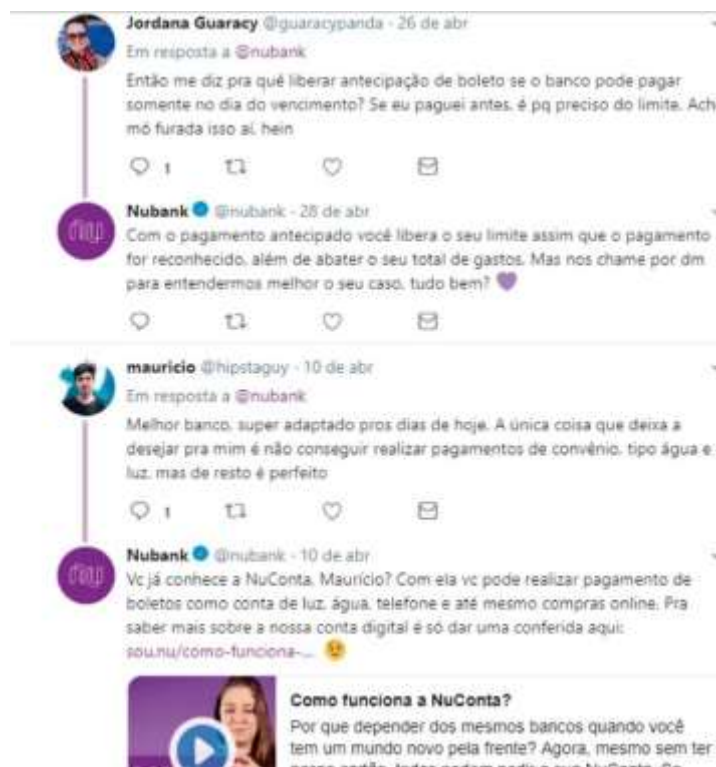 Jordana Guaracy @guaracypanda - 26 de abr
Em resposta a @nubank
Então me diz pra quê liberar antecipação de boleto se o banco pode pagar
somente no dia do vencimento? Se eu paguei antes, é pq preciso do limite. Ach
mó furada isso aí, hein
1
nu
Nubank @nubank - 28 de abr
Com o pagamento antecipado você libera o seu limite assim que o pagamento
for reconhecido, além de abater o seu total de gastos. Mas nos chame por dm
para entendermos melhor o seu caso, tudo bem? 💜
mauricio @hipstaguy - 10 de abr
Em resposta a @nubank
Melhor banco, super adaptado pros dias de hoje. A única coisa que deixa a
desejar pra mim é não conseguir realizar pagamentos de convênio, tipo água e
luz, mas de resto é perfeito
1
nu
Nubank @nubank - 10 de abr
Vc já conhece a NuConta, Mauricio? Com ela vc pode realizar pagamento de
boletos como conta de luz, água, telefone e até mesmo compras online. Pra
saber mais sobre a nossa conta digital é só dar uma conferida aqui:
sou.nu/como-funciona-... 😉
Como funciona a NuConta?
Por que depender dos mesmos bancos quando você
tem um mundo novo pela frente? Agora, mesmo sem ter